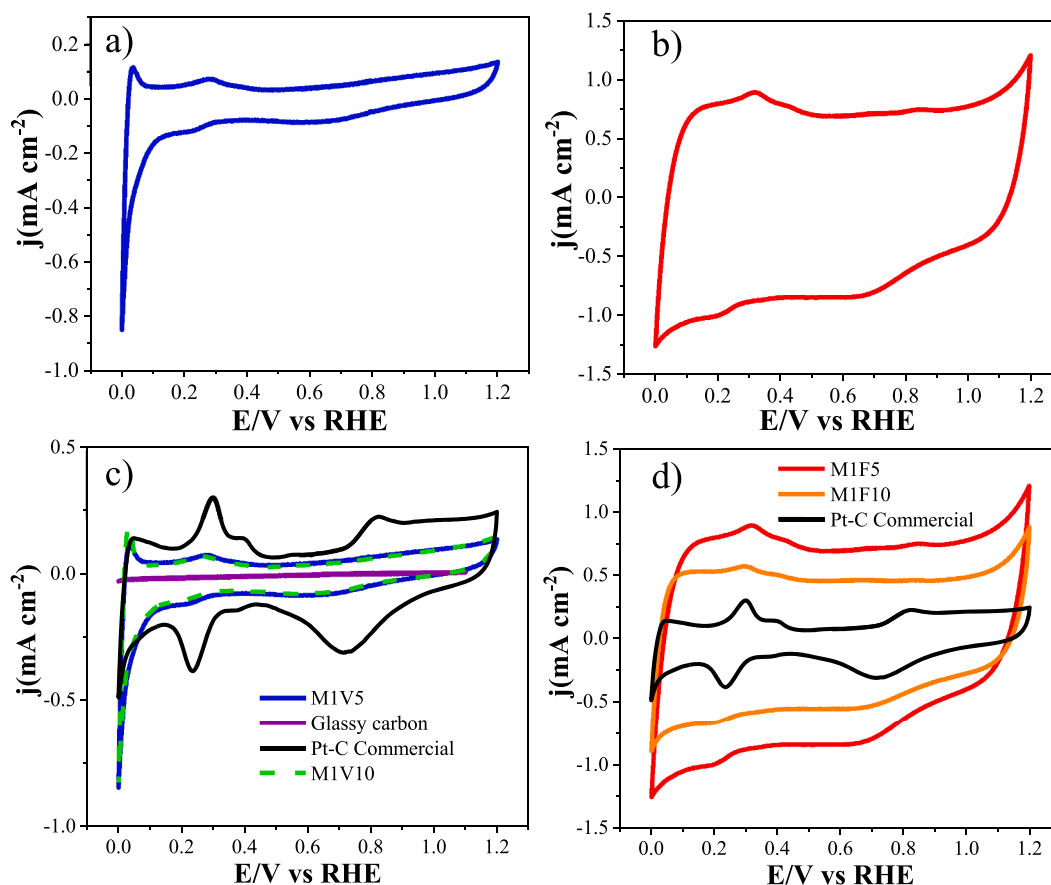 a)
0.2
0.0
-0.2
-0.4
-0.6
-0.8
-1.0
j(mA cm-2)
0.0 0.2 0.4 0.6 0.8 1.0 1.2
E/V vs RHE
b)
1.5
1.0
0.5
0.0
-0.5
-1.0
-1.5
j(mA cm-2)
0.0 0.2 0.4 0.6 0.8 1.0 1.2
E/V vs RHE
c)
0.5
0.0
-0.5
-1.0
j(mA cm-2)
M1V5
Glassy carbon
Pt-C Commercial
M1V10
0.0 0.2 0.4 0.6 0.8 1.0 1.2
E/V vs RHE
d)
M1F5
M1F10
Pt-C Commercial
1.5
1.0
0.5
0.0
-0.5
-1.0
-1.5
j(mA cm-2)
0.0 0.2 0.4 0.6 0.8 1.0 1.2
E/V vs RHE